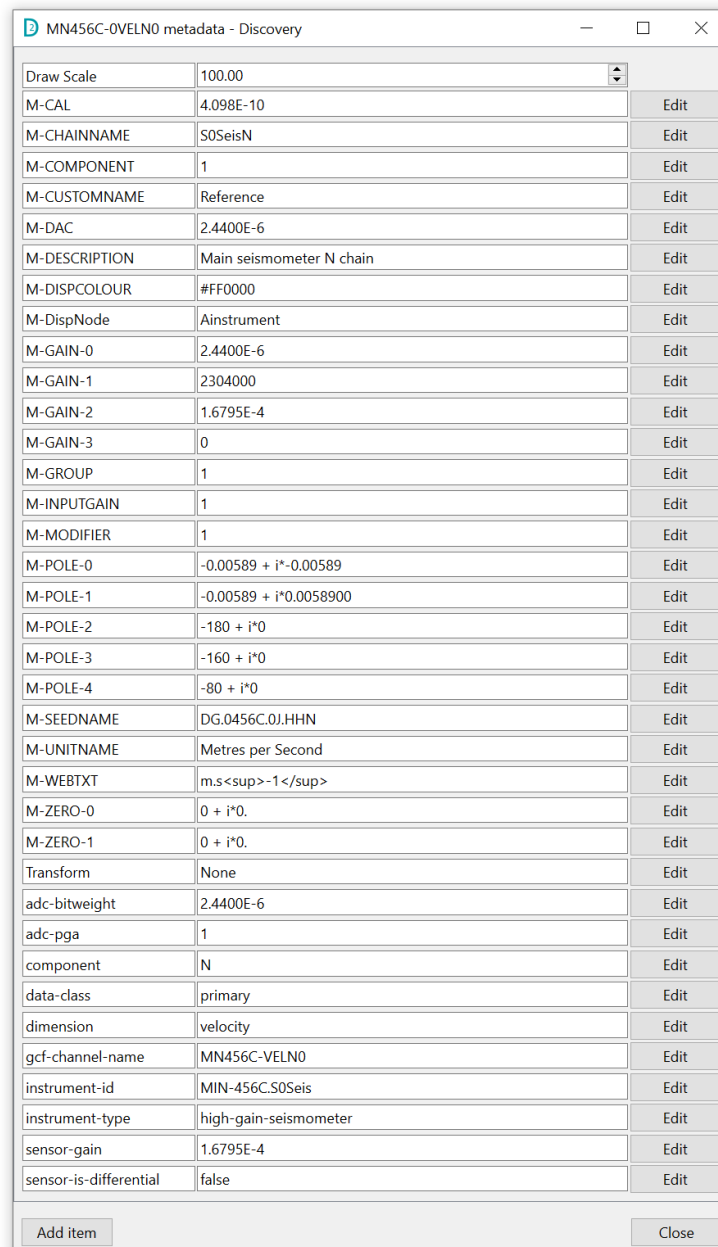 MN456C-0VELN0 metadata - Discovery
Draw Scale 100.00
M-CAL 4.098E-10 Edit
M-CHAINNAME S0SeisN Edit
M-COMPONENT 1 Edit
M-CUSTOMNAME Reference Edit
M-DAC 2.4400E-6 Edit
M-DESCRIPTION Main seismometer N chain Edit
M-DISPCOLOUR #FF0000 Edit
M-DispNode Ainstrument Edit
M-GAIN-0 2.4400E-6 Edit
M-GAIN-1 2304000 Edit
M-GAIN-2 1.6795E-4 Edit
M-GAIN-3 0 Edit
M-GROUP 1 Edit
M-INPUTGAIN 1 Edit
M-MODIFIER 1 Edit
M-POLE-0 -0.00589 + i*-0.00589 Edit
M-POLE-1 -0.00589 + i*0.0058900 Edit
M-POLE-2 -180 + i*0 Edit
M-POLE-3 -160 + i*0 Edit
M-POLE-4 -80 + i*0 Edit
M-SEEDNAME DG.0456C.0J.HHN Edit
M-UNITNAME Metres per Second Edit
M-WEBTXT m.s<sup>-1</sup> Edit
M-ZERO-0 0 + i*0. Edit
M-ZERO-1 0 + i*0. Edit
Transform None Edit
adc-bitweight 2.4400E-6 Edit
adc-pga 1 Edit
component N Edit
data-class primary Edit
dimension velocity Edit
gcf-channel-name MN456C-VELN0 Edit
instrument-id MIN-456C.S0Seis Edit
instrument-type high-gain-seismometer Edit
sensor-gain 1.6795E-4 Edit
sensor-is-differential false Edit
Add item Close